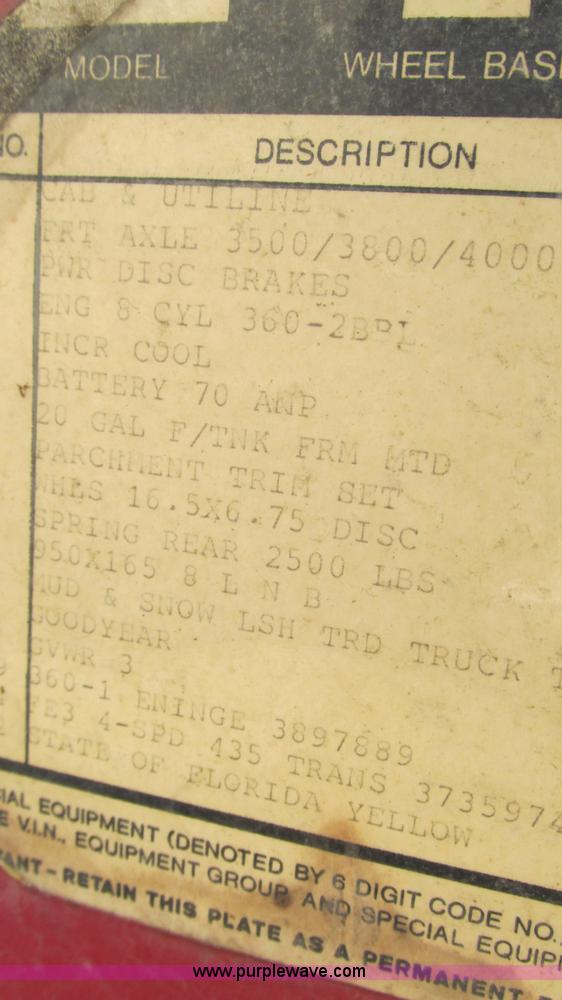 MODEL WHEEL BAS
NO. DESCRIPTION
CAB & UTILINE
FRT AXLE 3500/3800/4000
PWR DISC BRAKES
ENG 8 CYL 360-2BBL
INCR COOL
BATTERY 70 AMP
20 GAL F/TNK FRM MTD
PARCHMENT TRIM SET
WHLS 16.5X6.75 DISC
SPRING REAR 2500 LBS
950X165 8 L N B
MUD & SNOW LSH TRD TRUCK T
GOODYEAR
GVWR 3
360-1 ENINGE 3897889
FE3 4-SPD 435 TRANS 3735974
STATE OF FLORIDA YELLOW
IAL EQUIPMENT (DENOTED BY 6 DIGIT CODE NO.
E V.I.N., EQUIPMENT GROUP AND SPECIAL EQUIP
TANT-RETAIN THIS PLATE AS A PERMANENT
www.purplewave.com